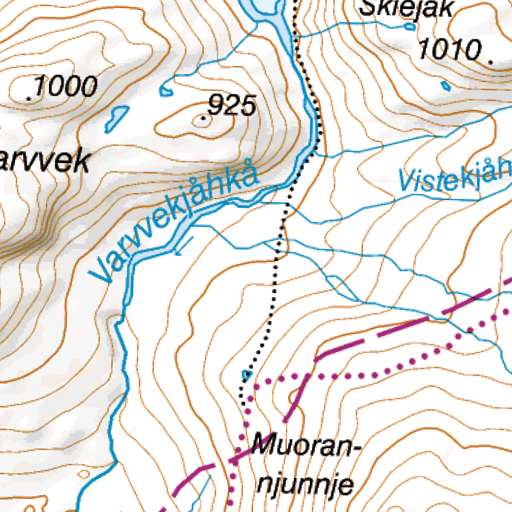 Skiejak
1010
1000
925
arvvek
Vistekjåh
Varvvekjåhkå
Muoran-
njunnje